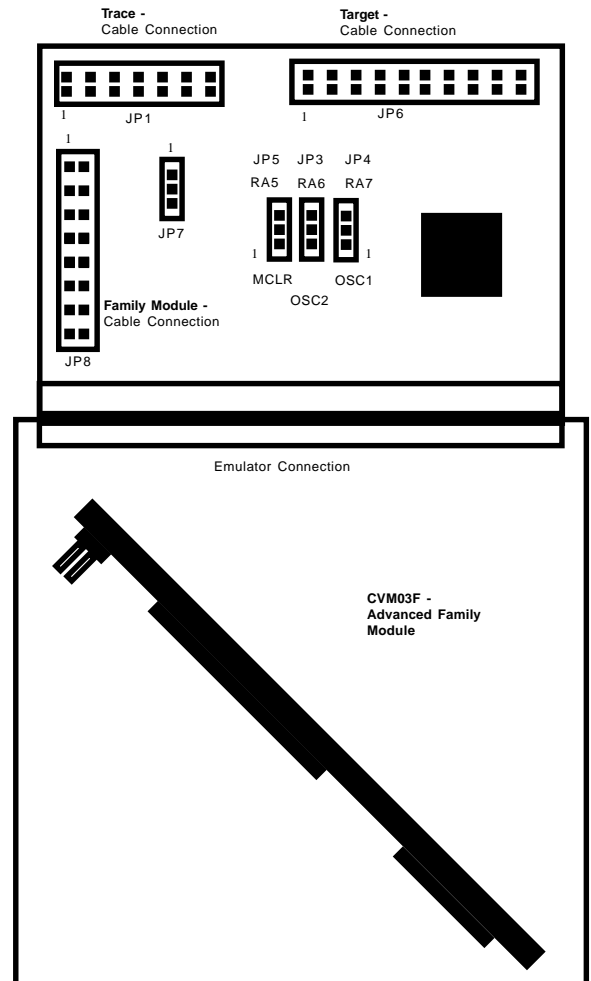 Trace -
Cable Connection
Target -
Cable Connection
1
JP1
1
JP6
1
1
JP7
JP5 JP3 JP4
RA5 RA6 RA7
1
1
MCLR
OSC1
OSC2
Family Module -
Cable Connection
JP8
Emulator Connection
CVM03F -
Advanced Family
Module